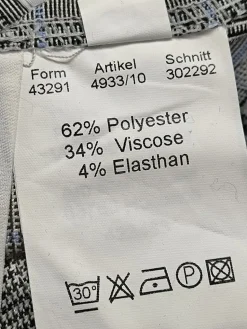 Form Artikel Schnitt
43291 4933/10 302292
62% Polyester
34% Viscose
4% Elasthan
30° P